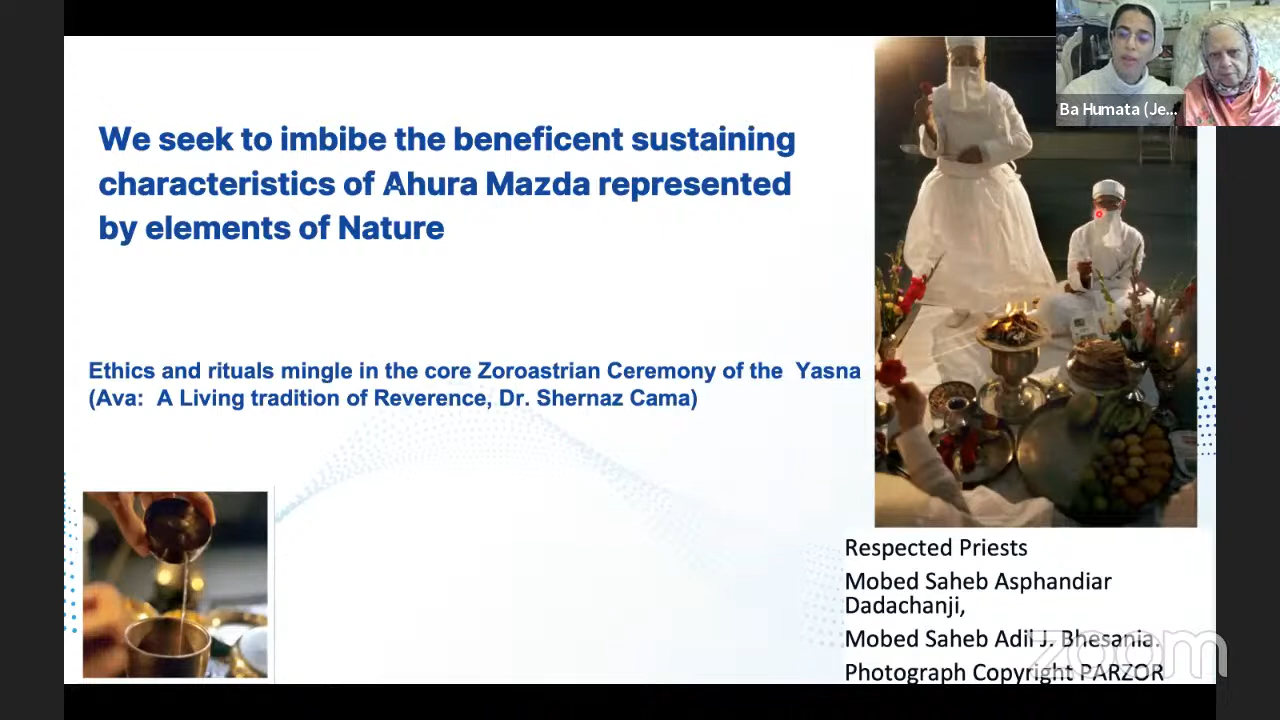 Ba Humata (Je...
We seek to imbibe the beneficent sustaining
characteristics of Ahura Mazda represented
by elements of Nature
Ethics and rituals mingle in the core Zoroastrian Ceremony of the Yasna
(Ava: A Living tradition of Reverence, Dr. Shernaz Cama)
Respected Priests
Mobed Saheb Asphandiar
Dadachanji,
Mobed Saheb Adil J. Bhesania.
Photograph Copyright PARZOR
zoom